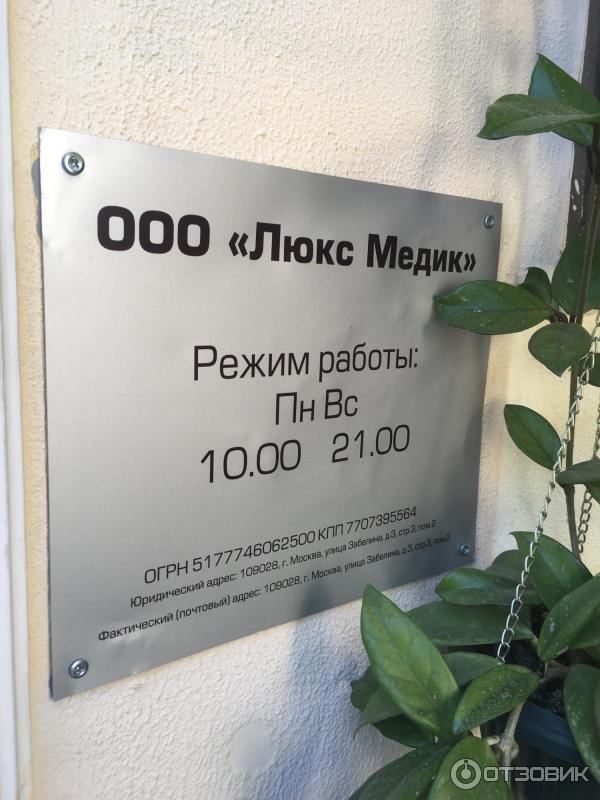 ООО «Люкс Медик»
Режим работы:
Пн Вс
10.00 21.00
ОГРН 5177746062500 КПП 7707395564
Юридический адрес: 109028, г. Москва, улица Забелина, д.3, стр.3, пом.2
Фактический (почтовый) адрес: 109028, г. Москва, улица Забелина, д.3, стр.3, пом.2
ОТЗОВИК